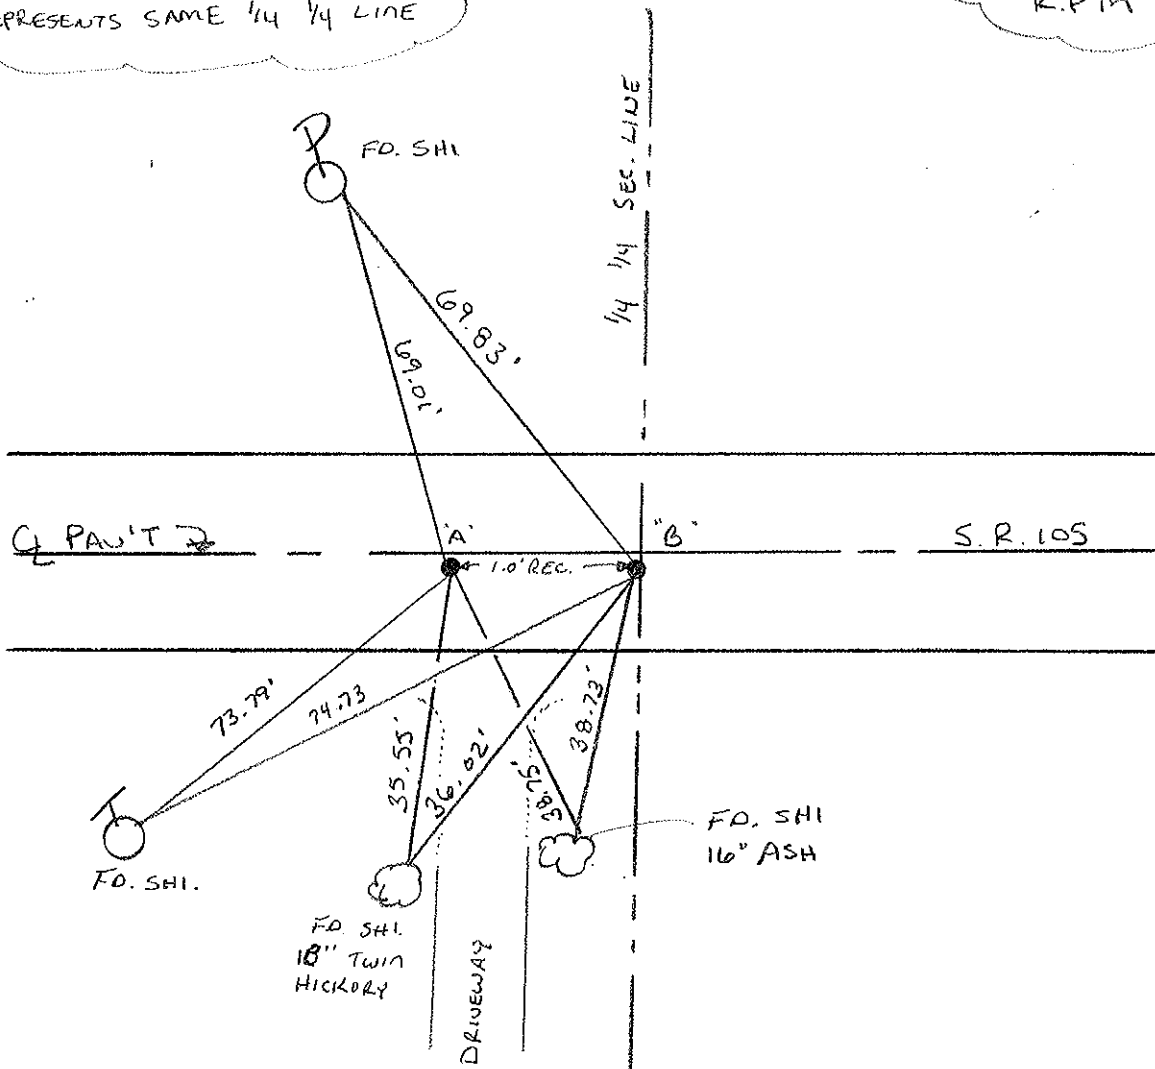 EPRESENTS SAME 1/4 1/4 LINE
P
FD. SHI.
1/4 1/4 SEC. LINE
69.83'
69.01'
CL PAV'T
"A"
"B"
S.R. 105
1.0' REC.
73.79'
74.73
35.55'
36.02'
38.75'
38.73'
T
FD. SHI.
FD. SHI.
18" TWIN
HICKORY
DRIVEWAY
FD. SHI
16" ASH